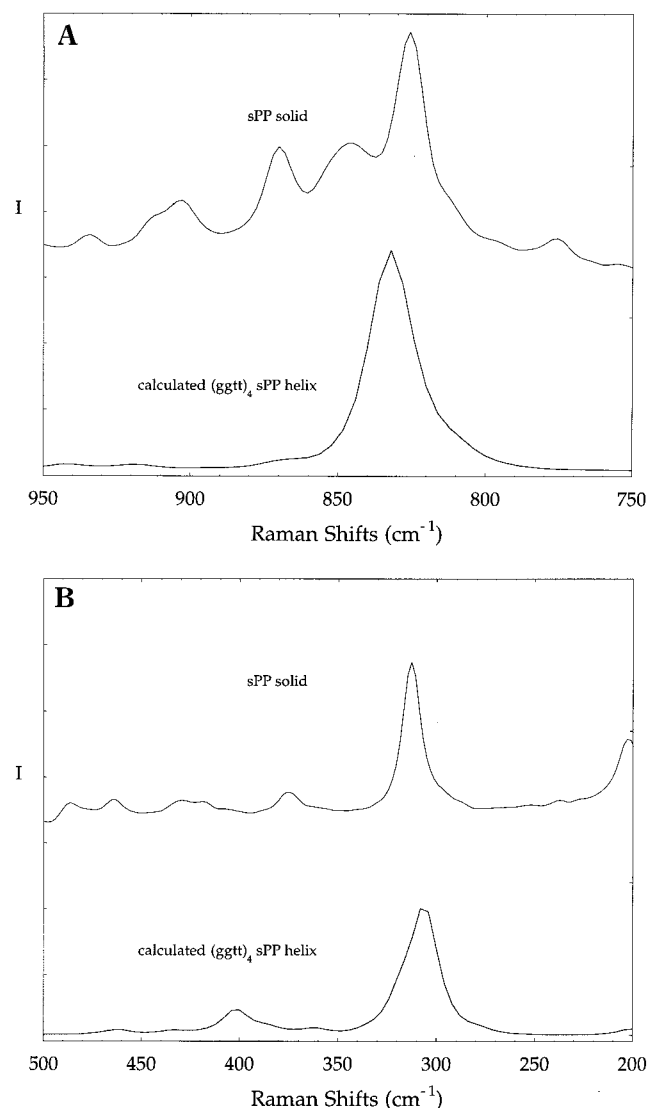 A
sPP solid
I
calculated (ggtt)4 sPP helix
950 900 850 800 750
Raman Shifts (cm-1)
B
sPP solid
I
calculated (ggtt)4 sPP helix
500 450 400 350 300 250 200
Raman Shifts (cm-1)